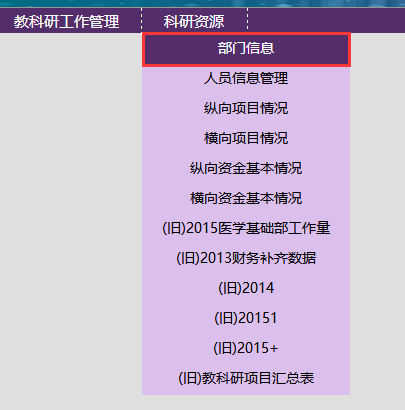 教科研工作管理 科研资源
部门信息
人员信息管理
纵向项目情况
横向项目情况
纵向资金基本情况
横向资金基本情况
(旧)2015医学基础部工作量
(旧)2013财务补齐数据
(旧)2014
(旧)20151
(旧)2015+
(旧)教科研项目汇总表